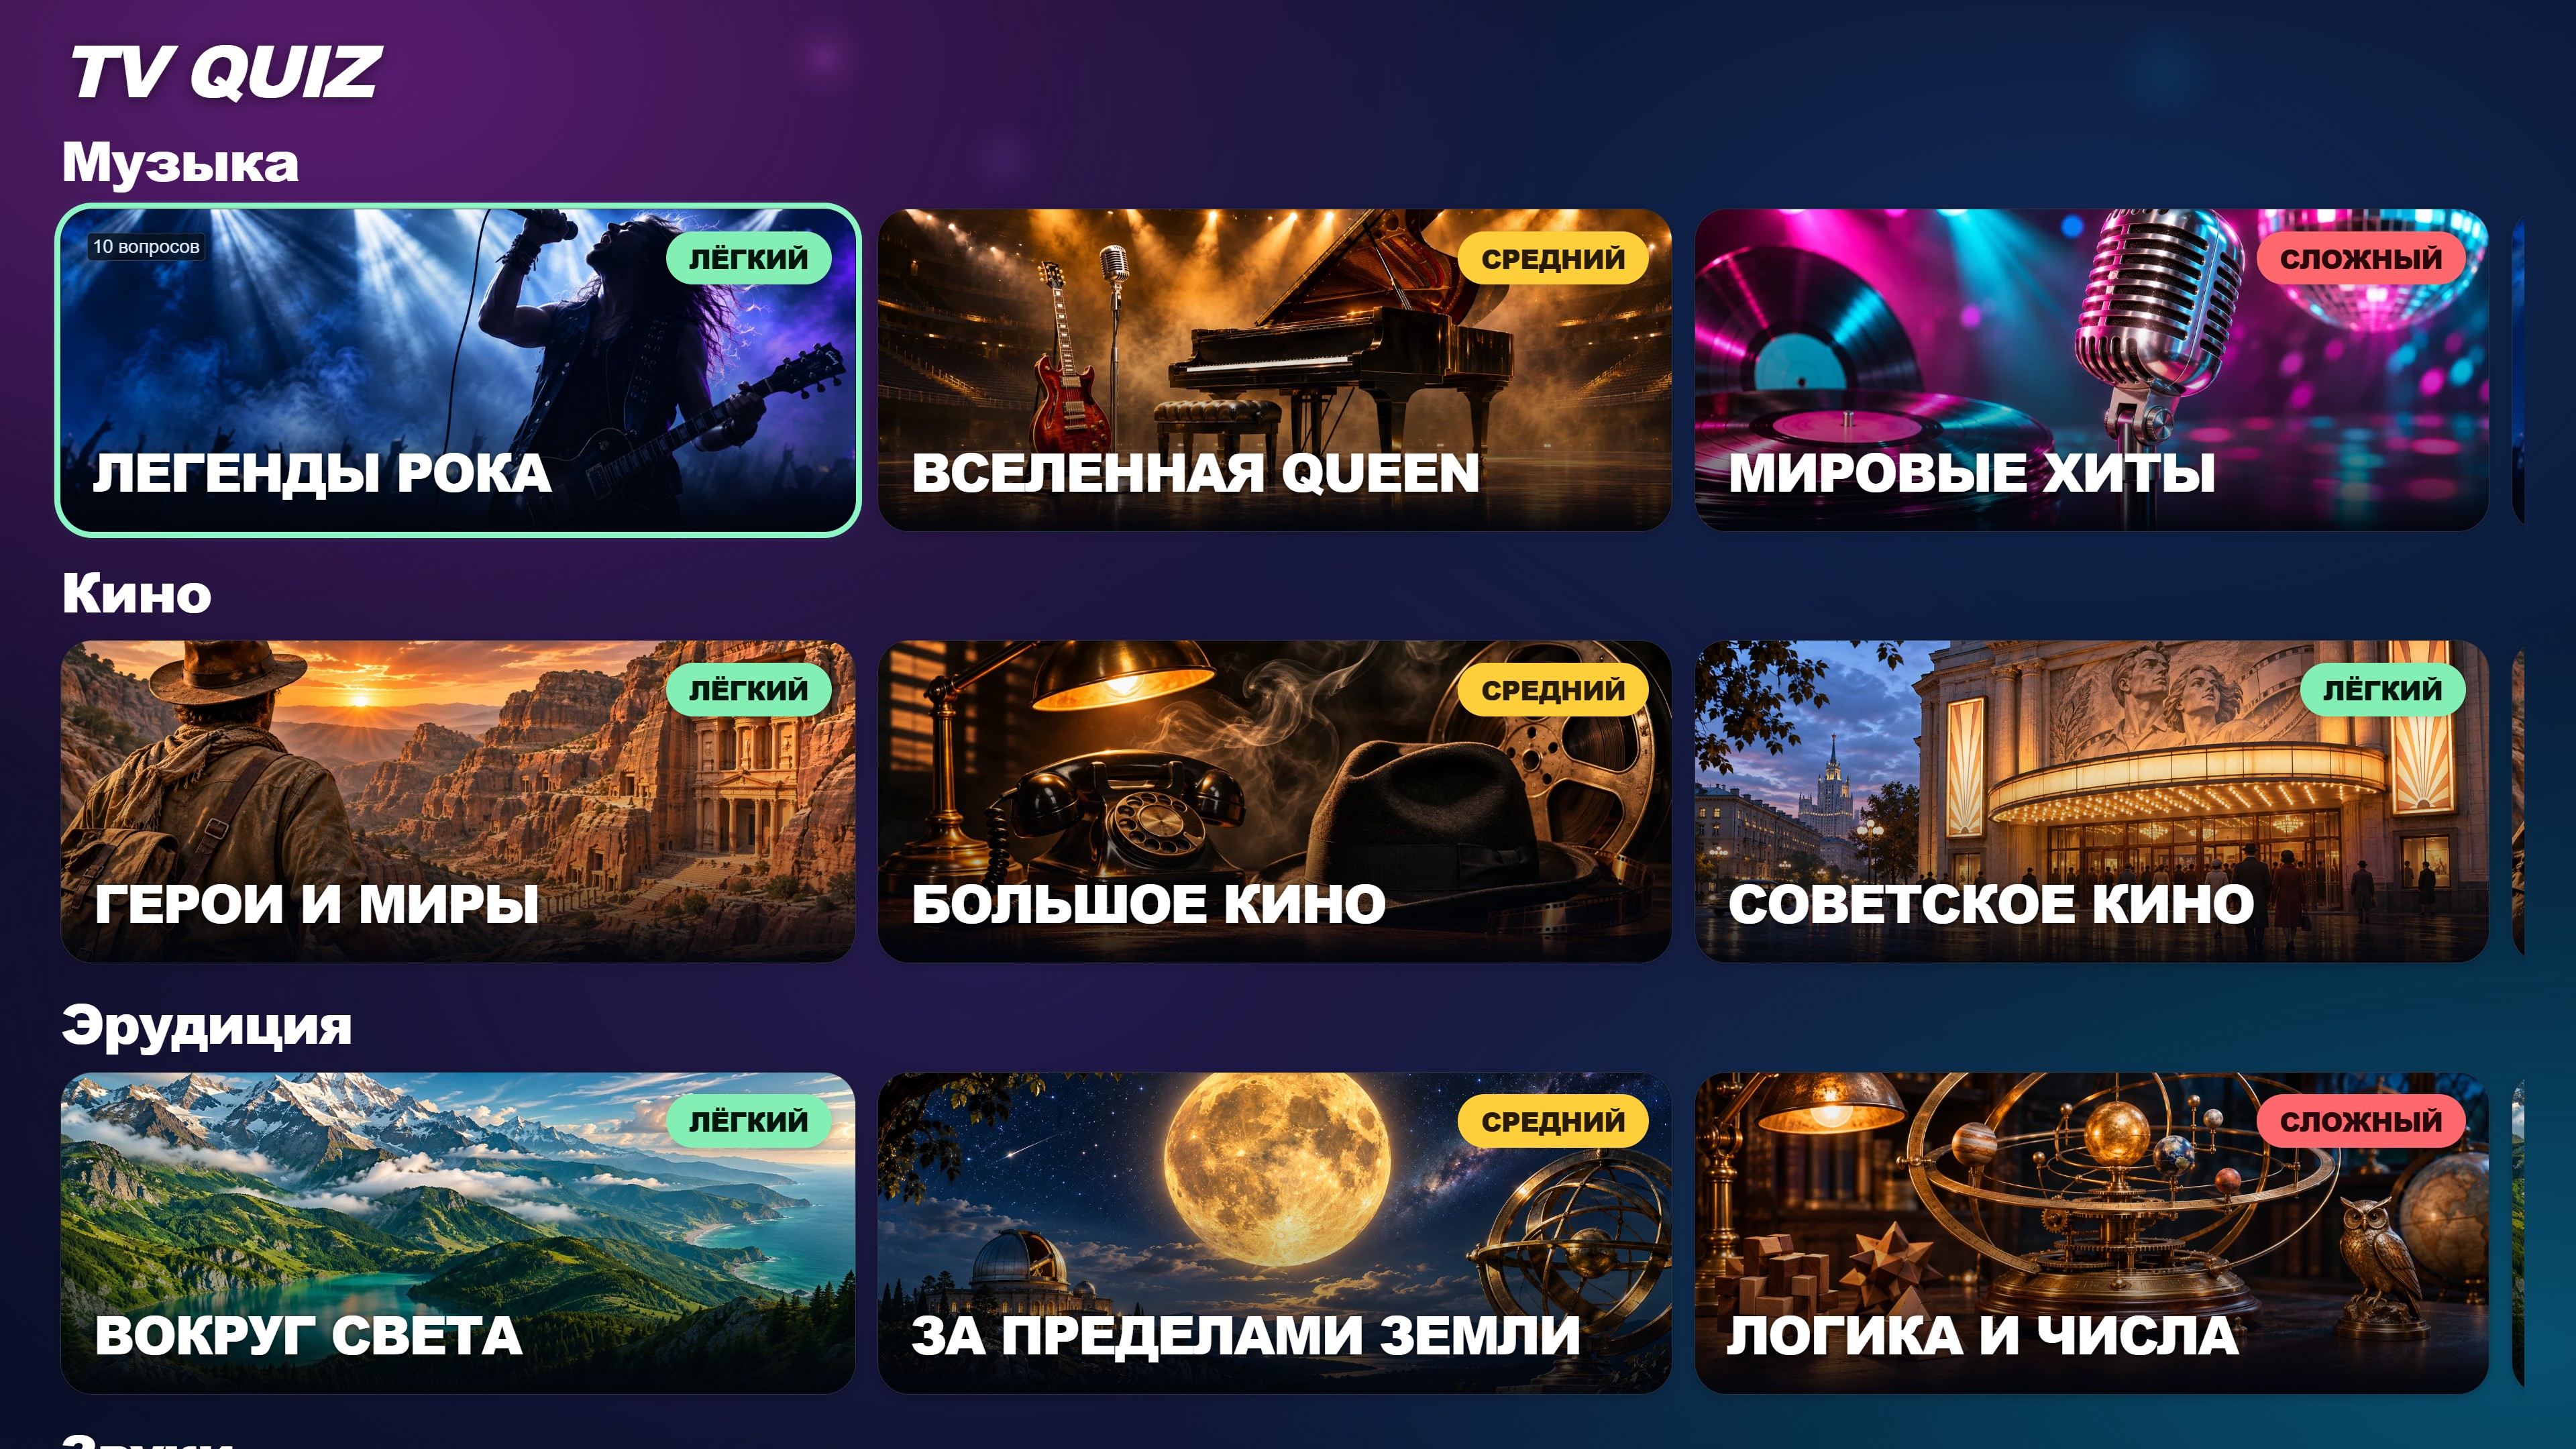 TV QUIZ
Музыка
10 вопросов
ЛЁГКИЙ
ЛЕГЕНДЫ РОКА
СРЕДНИЙ
ВСЕЛЕННАЯ QUEEN
СЛОЖНЫЙ
МИРОВЫЕ ХИТЫ
Кино
ЛЁГКИЙ
ГЕРОИ И МИРЫ
СРЕДНИЙ
БОЛЬШОЕ КИНО
ЛЁГКИЙ
СОВЕТСКОЕ КИНО
Эрудиция
ЛЁГКИЙ
ВОКРУГ СВЕТА
СРЕДНИЙ
ЗА ПРЕДЕЛАМИ ЗЕМЛИ
СЛОЖНЫЙ
ЛОГИКА И ЧИСЛА